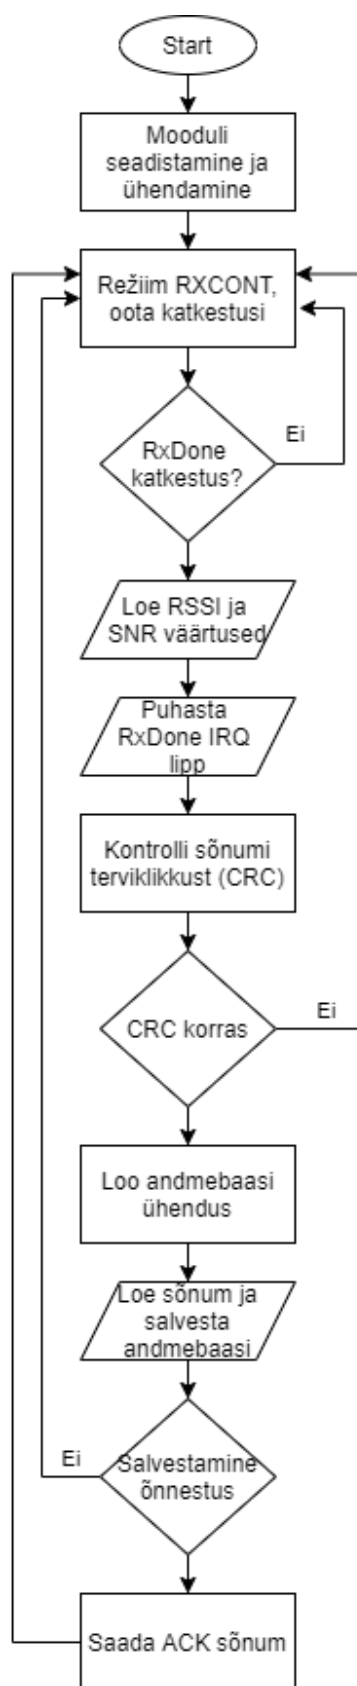 Start
Mooduli
seadistamine ja
ühendamine
Režiim RXCONT,
oota katkestusi
Ei
RxDone
katkestus?
Loe RSSI ja
SNR väärtused
Puhasta
RxDone IRQ
lipp
Kontrolli sõnumi
terviklikkust (CRC)
Ei
CRC korras
Loo andmebaasi
ühendus
Loe sõnum ja
salvesta
andmebaasi
Ei
Salvestamine
õnnestus
Saada ACK sõnum